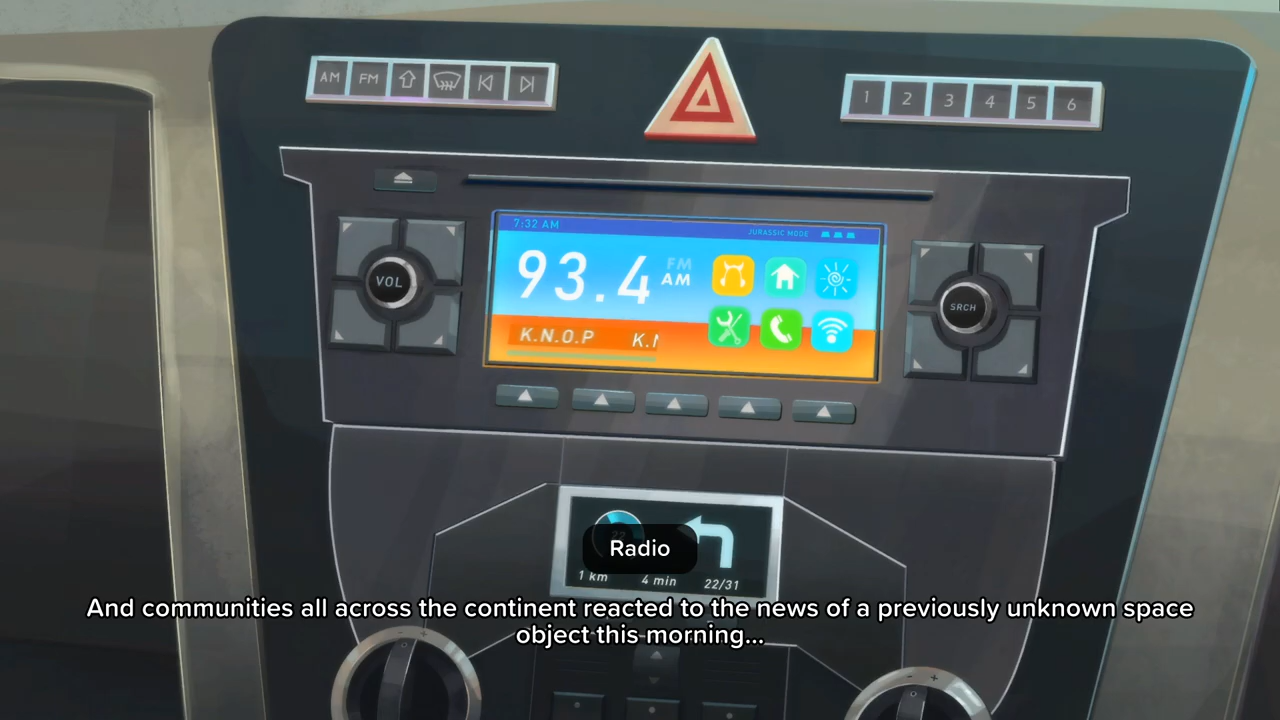 AM FM
1 2 3 4 5 6
7:32 AM JURASSIC MODE
VOL
93.4 FM
AM
SRCH
K.N.O.P K.N
Radio
1 km 4 min 22/31
And communities all across the continent reacted to the news of a previously unknown space
object this morning...